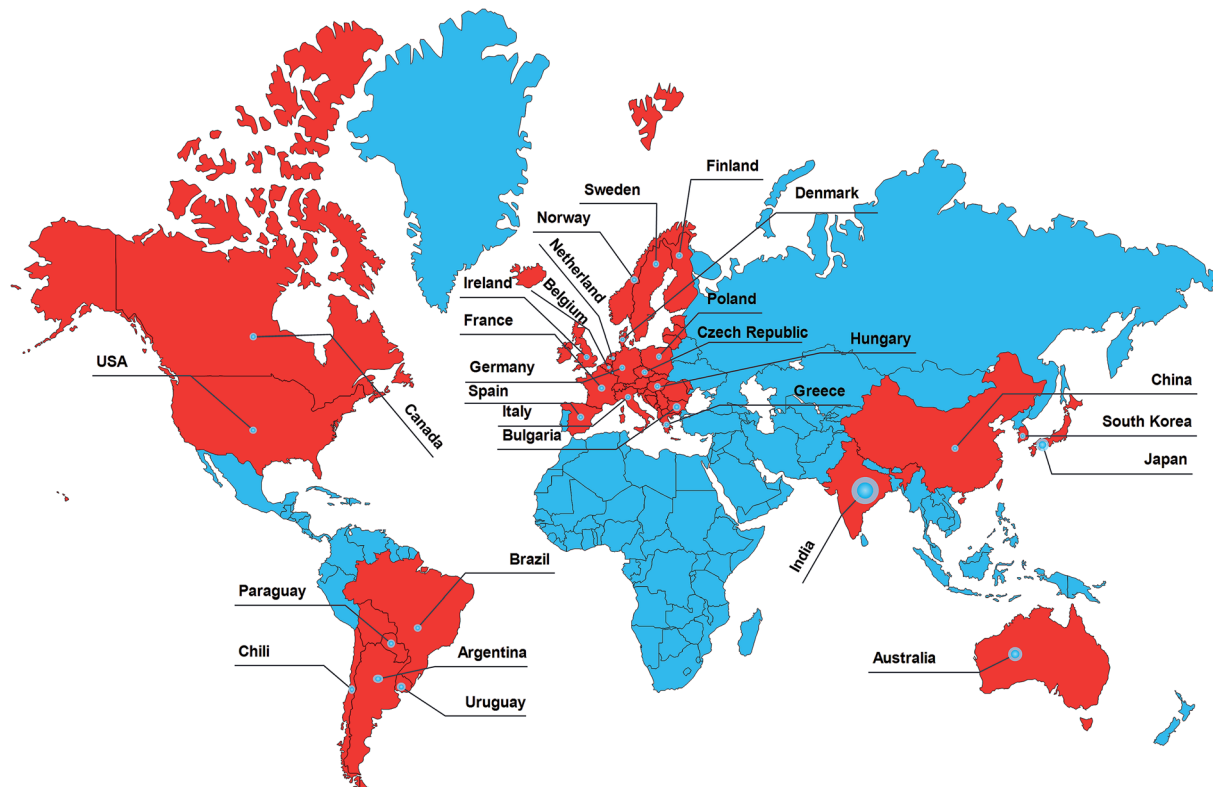 Finland
Sweden
Denmark
Norway
Netherland
Ireland
Belgium
Poland
France
Czech Republic
Hungary
USA
Germany
China
Spain
Greece
Canada
Italy
South Korea
Bulgaria
Japan
India
Brazil
Paraguay
Chili
Argentina
Australia
Uruguay